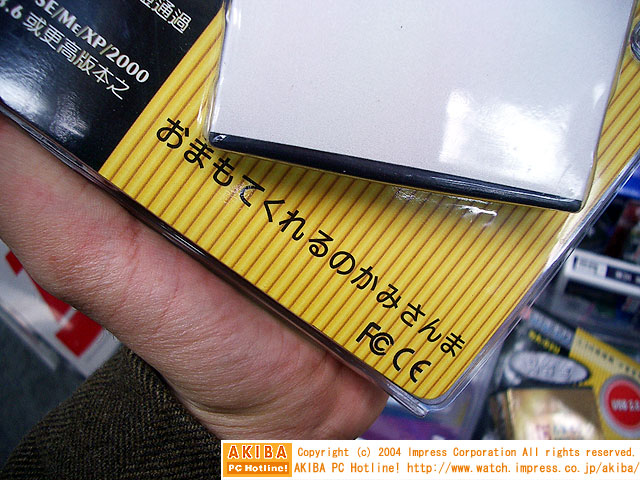 通過
SE/Me/XP/2000
.6 或更高版本之
おまもてくれるのかみさんま
FC CE
AKIBA
PC Hotline!
Copyright (c) 2004 Impress Corporation All rights reserved.
AKIBA PC Hotline! http://www.watch.impress.co.jp/akiba/